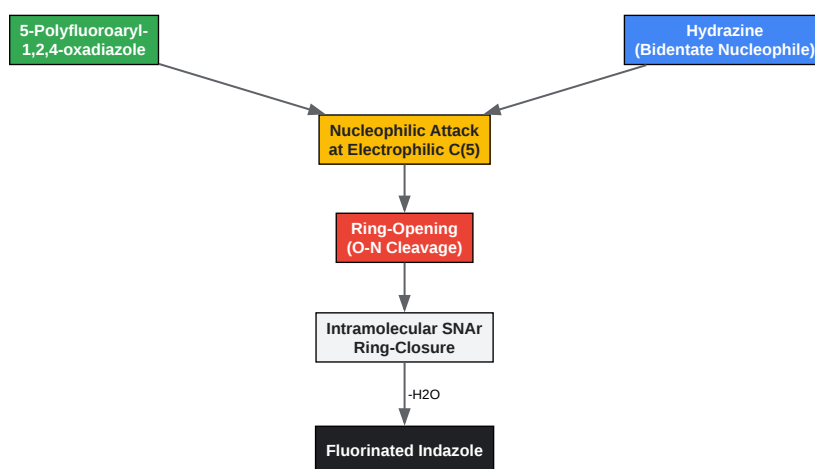 5-Polyfluoroaryl-
1,2,4-oxadiazole
Hydrazine
(Bidentate Nucleophile)
Nucleophilic Attack
at Electrophilic C(5)
Ring-Opening
(O-N Cleavage)
Intramolecular SNAr
Ring-Closure
-H2O
Fluorinated Indazole